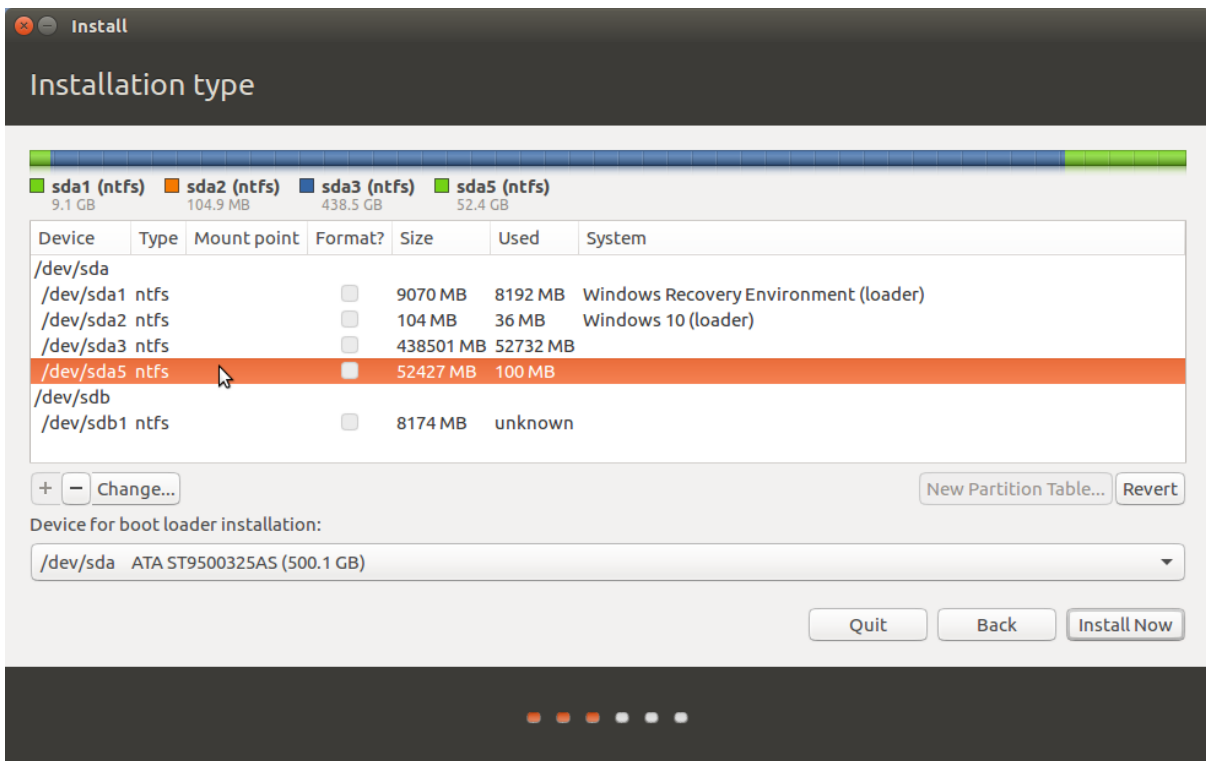 Install
Installation type
sda1 (ntfs) sda2 (ntfs) sda3 (ntfs) sda5 (ntfs)
9.1 GB 104.9 MB 438.5 GB 52.4 GB
Device Type Mount point Format? Size Used System
/dev/sda
/dev/sda1 ntfs 9070 MB 8192 MB Windows Recovery Environment (loader)
/dev/sda2 ntfs 104 MB 36 MB Windows 10 (loader)
/dev/sda3 ntfs 438501 MB 52732 MB
/dev/sda5 ntfs 52427 MB 100 MB
/dev/sdb
/dev/sdb1 ntfs 8174 MB unknown
+ − Change... New Partition Table... Revert
Device for boot loader installation:
/dev/sda ATA ST9500325AS (500.1 GB)
Quit Back Install Now